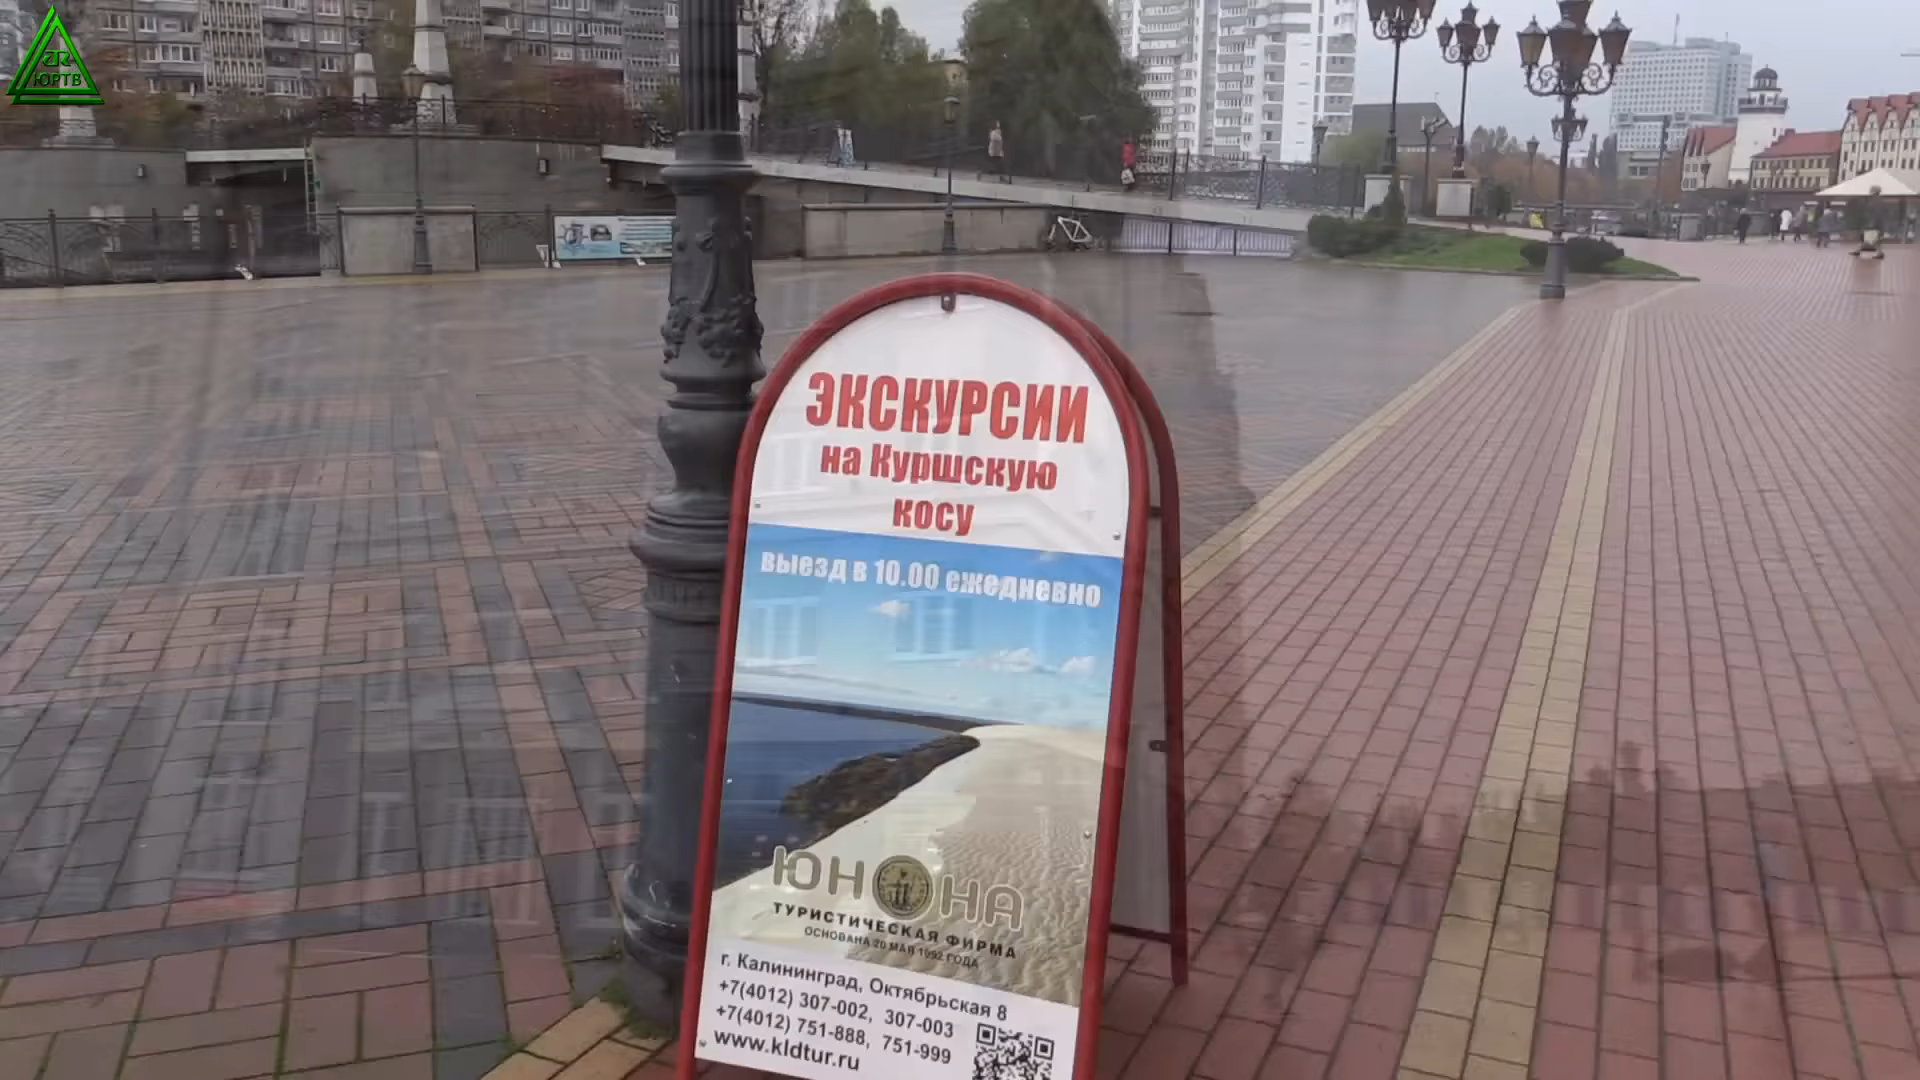 ЮРТВ
ЭКСКУРСИИ
на Куршскую
косу
выезд в 10.00 ежедневно
ЮНОНА
ТУРИСТИЧЕСКАЯ ФИРМА
ОСНОВАНА 20 МАЯ 1992 ГОДА
г. Калининград, Октябрьская 8
+7(4012) 307-002, 307-003
+7(4012) 751-888, 751-999
www.kldtur.ru